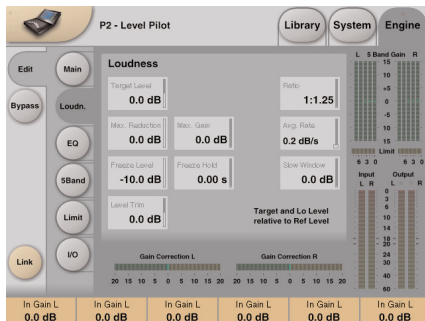 P2 - Level Pilot
Library
System
Engine
Edit
Bypass
Link
Main
Loudn.
EQ
5Band
Limit
I/O
Loudness
Target Level
0.0 dB
Ratio
1:1.25
Max. Reduction
0.0 dB
Max. Gain
0.0 dB
Avg. Rate
0.2 dB/s
Freeze Level
-10.0 dB
Freeze Hold
0.00 s
Slow Window
0.0 dB
Level Trim
0.0 dB
Target and Lo Level
relative to Ref Level
Gain Correction L
20 15 10 5 0 5 10 15 20
Gain Correction R
20 15 10 5 0 5 10 15 20
L 5 Band Gain R
15
10
+5
0
-5
10
15
Limit
6 3 0
6 3 0
Input
Output
L R
L R
0
3
6
10
14
18
20
24
30
40
60
In Gain L
0.0 dB
In Gain L
0.0 dB
In Gain L
0.0 dB
In Gain L
0.0 dB
In Gain L
0.0 dB
In Gain L
0.0 dB